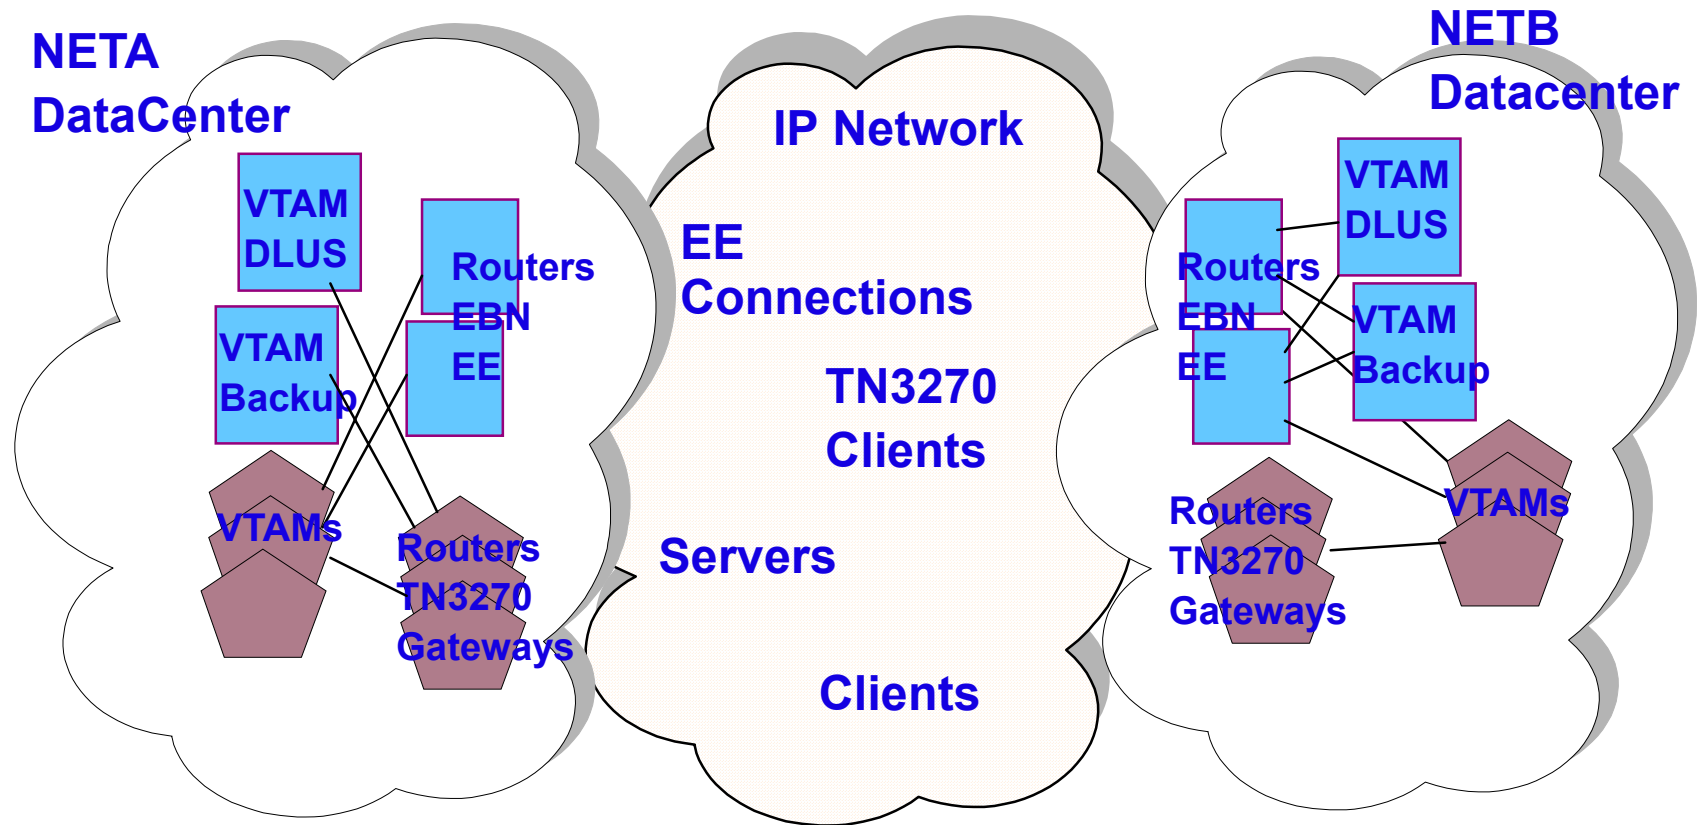 NETA
DataCenter
VTAM
DLUS
VTAM
Backup
Routers
EBN
EE
VTAMs
Routers
TN3270
Gateways
IP Network
EE
Connections
TN3270
Clients
Servers
Clients
NETB
Datacenter
Routers
EBN
EE
VTAM
DLUS
VTAM
Backup
Routers
TN3270
Gateways
VTAMs